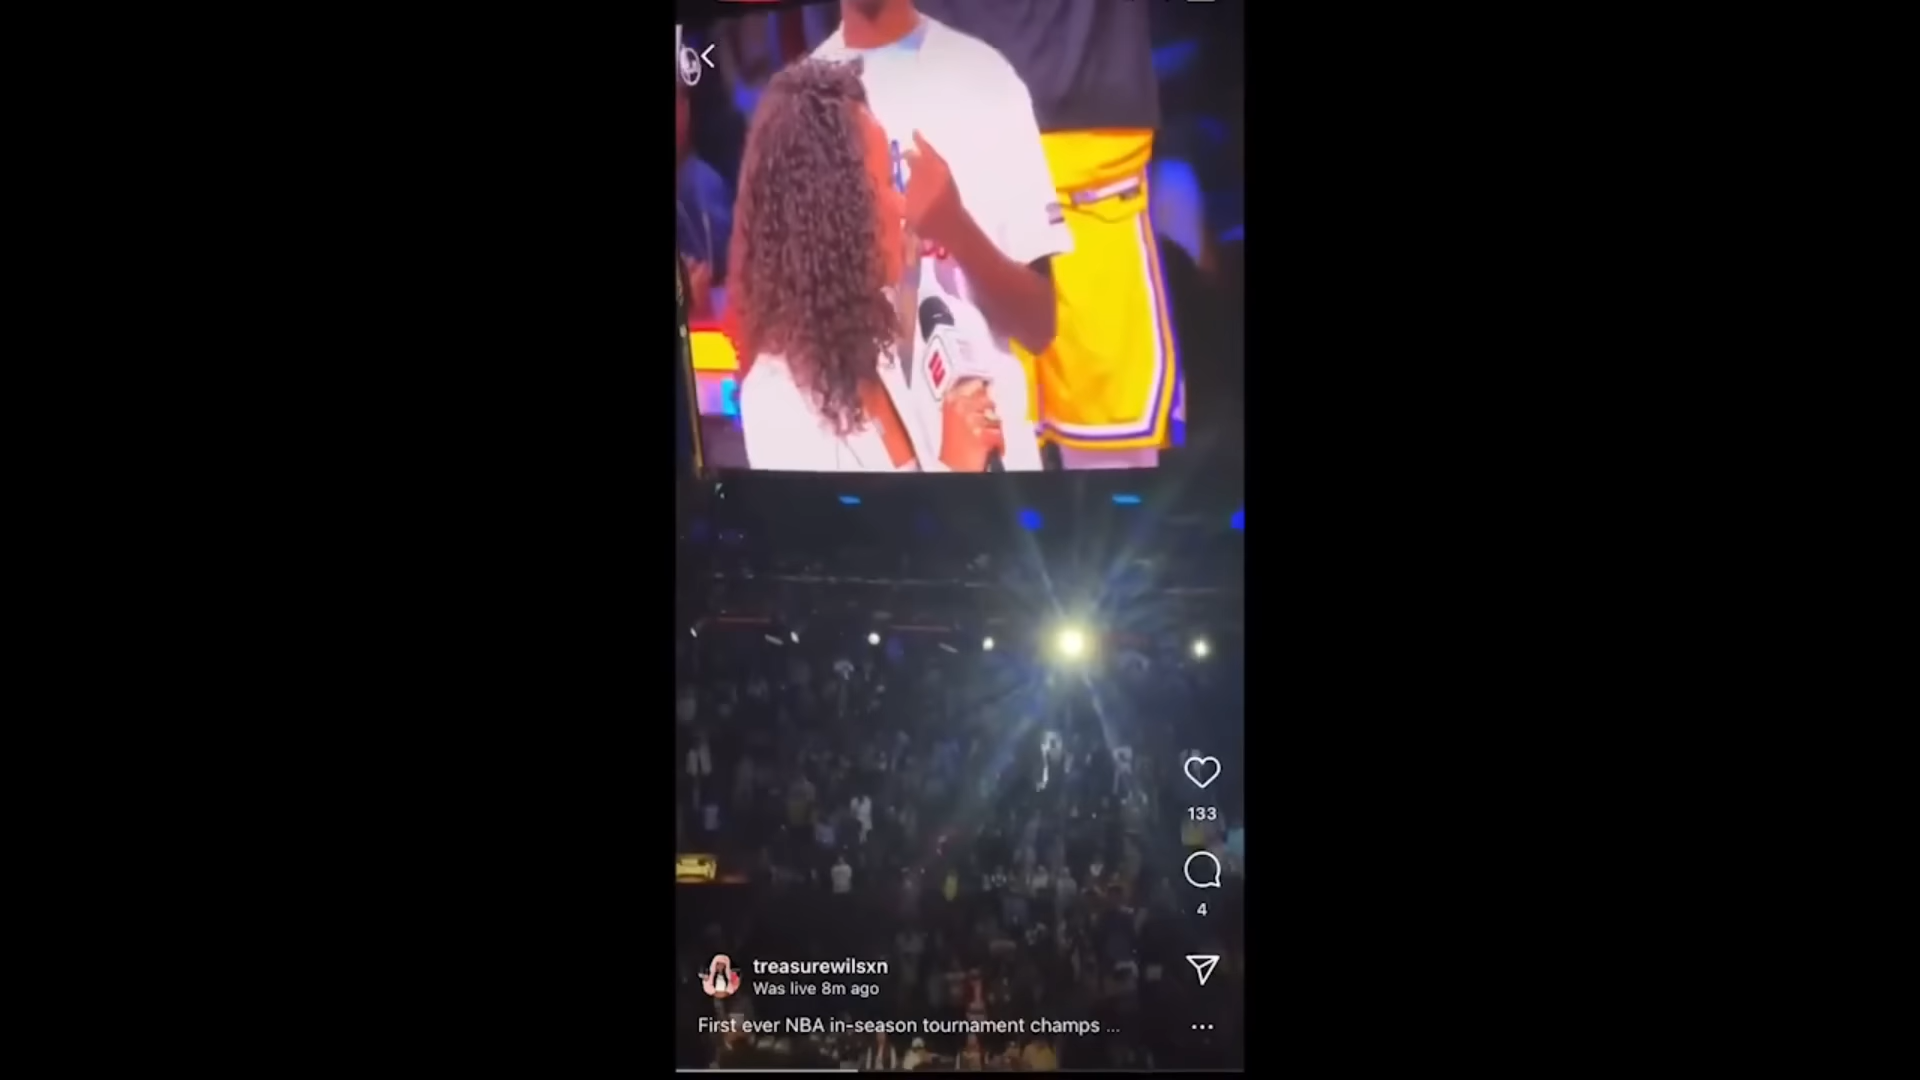 133
4
treasurewilsxn
Was live 8m ago
First ever NBA in-season tournament champs ...